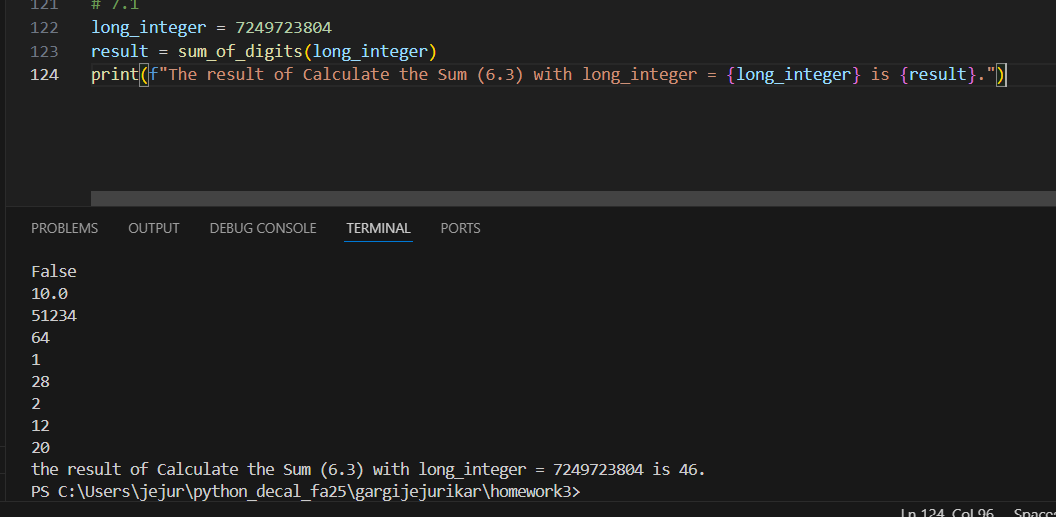 121 # 7.1
122 long_integer = 7249723804
123 result = sum_of_digits(long_integer)
124 print(f"The result of Calculate the Sum (6.3) with long_integer = {long_integer} is {result}.")
PROBLEMS OUTPUT DEBUG CONSOLE TERMINAL PORTS
False
10.0
51234
64
1
28
2
12
20
the result of Calculate the Sum (6.3) with long_integer = 7249723804 is 46.
PS C:\Users\jejur\python_decal_fa25\gargijejurikar\homework3>
Ln 124, Col 96